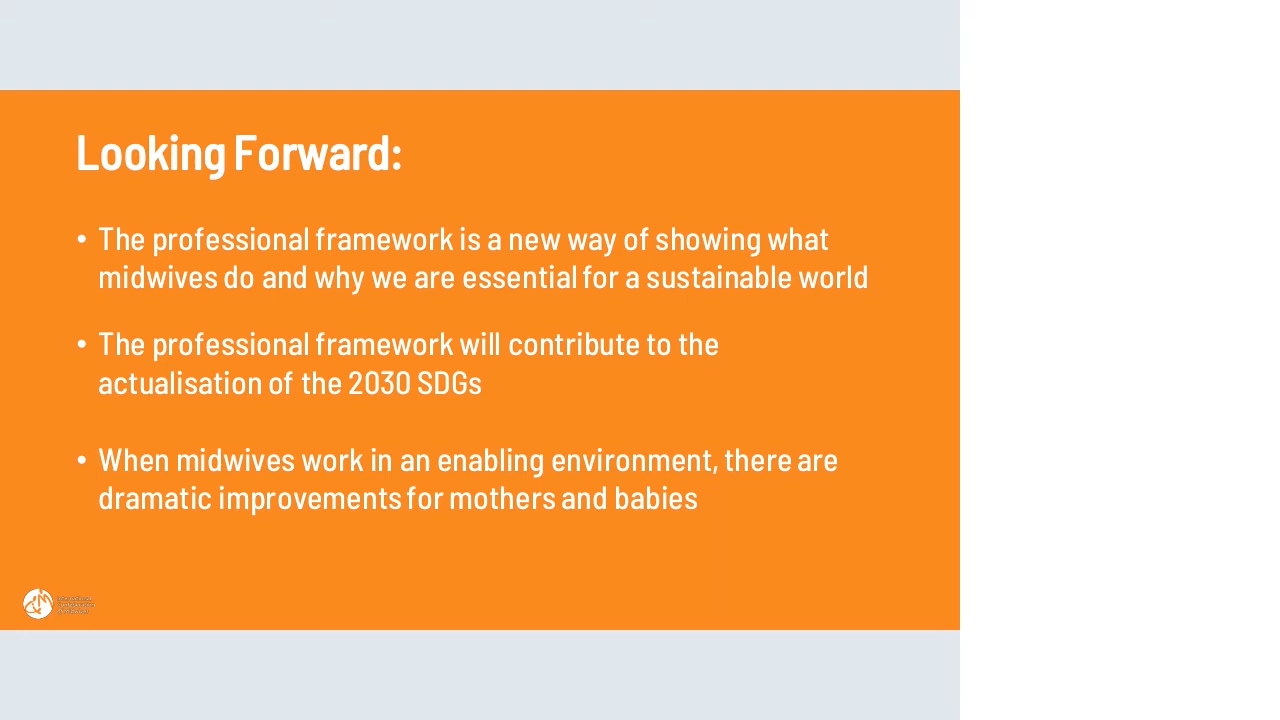 Looking Forward:
• The professional framework is a new way of showing what
midwives do and why we are essential for a sustainable world
• The professional framework will contribute to the
actualisation of the 2030 SDGs
• When midwives work in an enabling environment, there are
dramatic improvements for mothers and babies